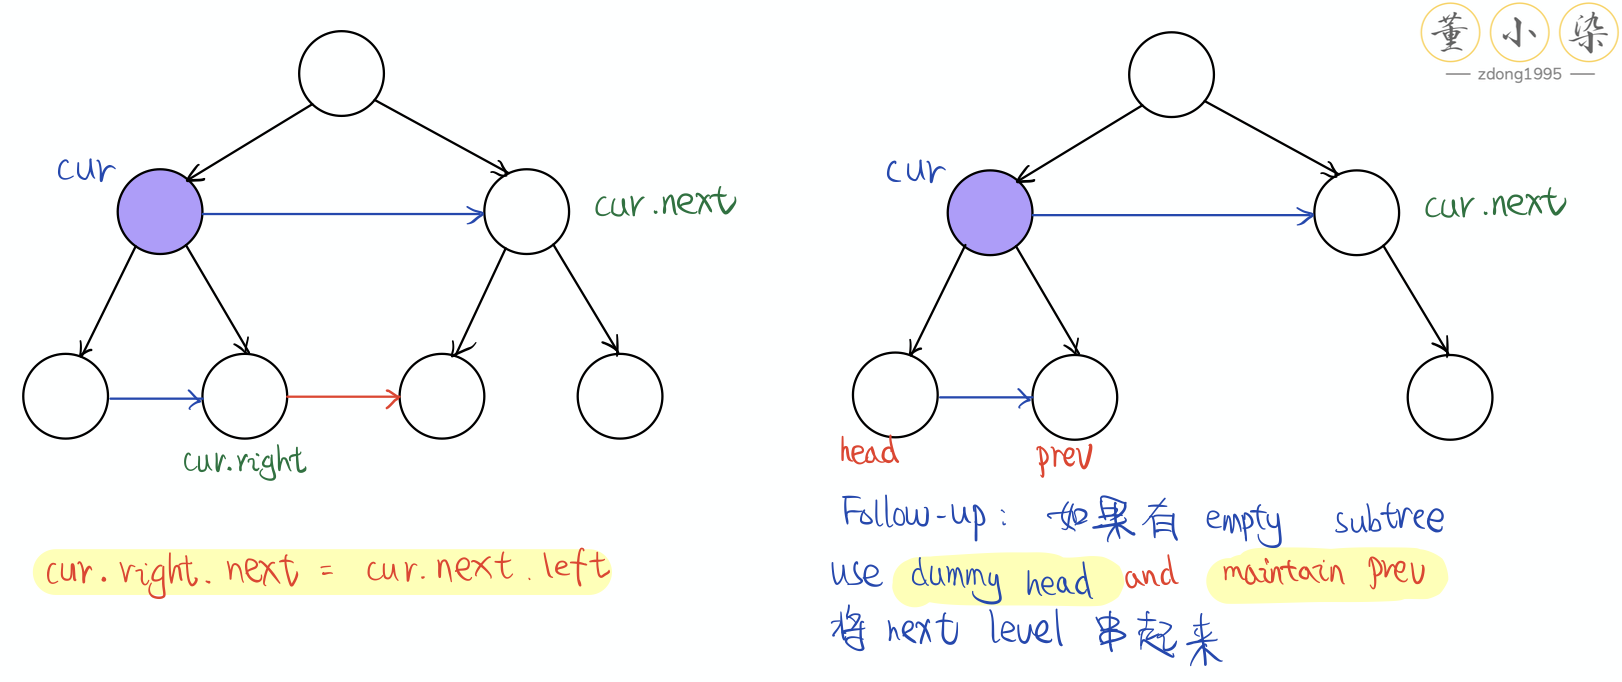 董小染
zdong1995
cur
cur.next
cur.right
cur.right.next = cur.next.left
cur
cur.next
head
prev
Follow-up: 如果有 empty subtree
use dummy head and maintain prev
将 next level 串起来